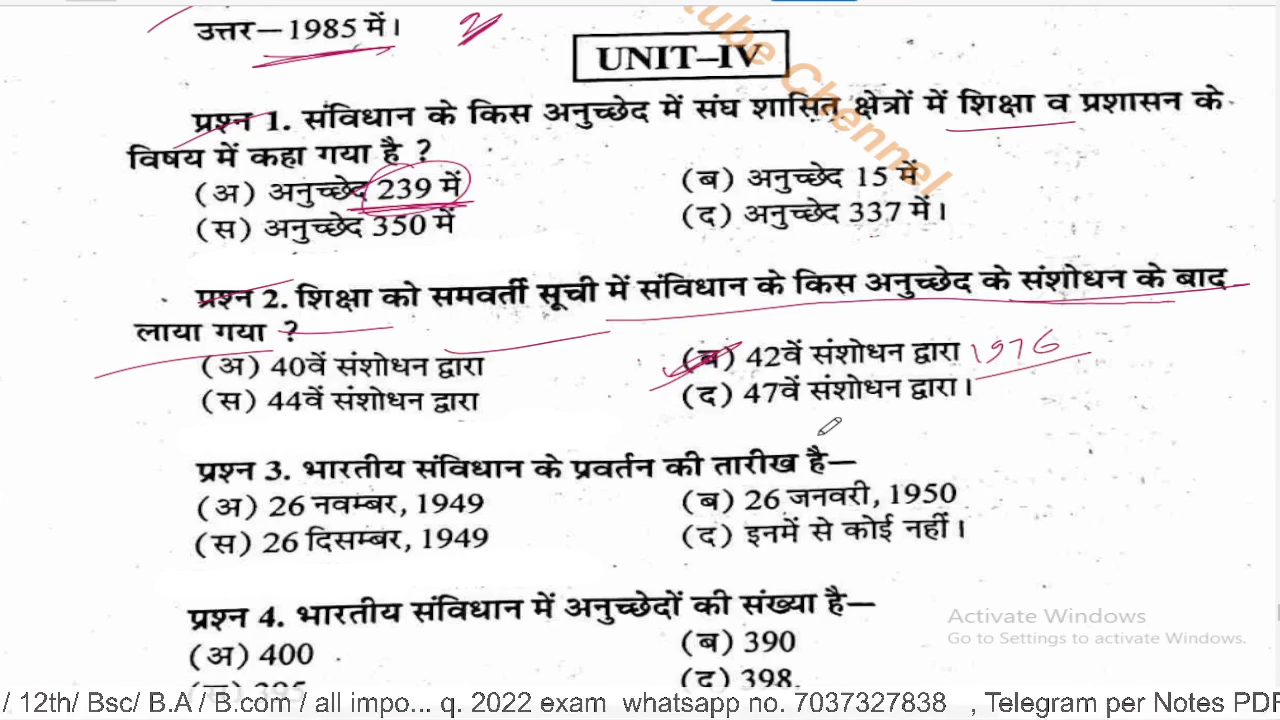 उत्तर—1985 में। 2
UNIT–IV
प्रश्न 1. संविधान के किस अनुच्छेद में संघ शासित क्षेत्रों में शिक्षा व प्रशासन के
विषय में कहा गया है ?
(अ) अनुच्छेद 239 में (ब) अनुच्छेद 15 में
(स) अनुच्छेद 350 में (द) अनुच्छेद 337 में।
प्रश्न 2. शिक्षा को समवर्ती सूची में संविधान के किस अनुच्छेद के संशोधन के बाद
लाया गया ?
(अ) 40वें संशोधन द्वारा (ब) 42वें संशोधन द्वारा 1976
(स) 44वें संशोधन द्वारा (द) 47वें संशोधन द्वारा।
प्रश्न 3. भारतीय संविधान के प्रवर्तन की तारीख है—
(अ) 26 नवम्बर, 1949 (ब) 26 जनवरी, 1950
(स) 26 दिसम्बर, 1949 (द) इनमें से कोई नहीं।
प्रश्न 4. भारतीय संविधान में अनुच्छेदों की संख्या है—
(अ) 400 (ब) 390
(स) 395 (द) 398.
tube Chennel
Activate Windows
Go to Settings to activate Windows.
/ 12th/ Bsc/ B.A / B.com / all impo... q. 2022 exam whatsapp no. 7037327838 , Telegram per Notes PDF